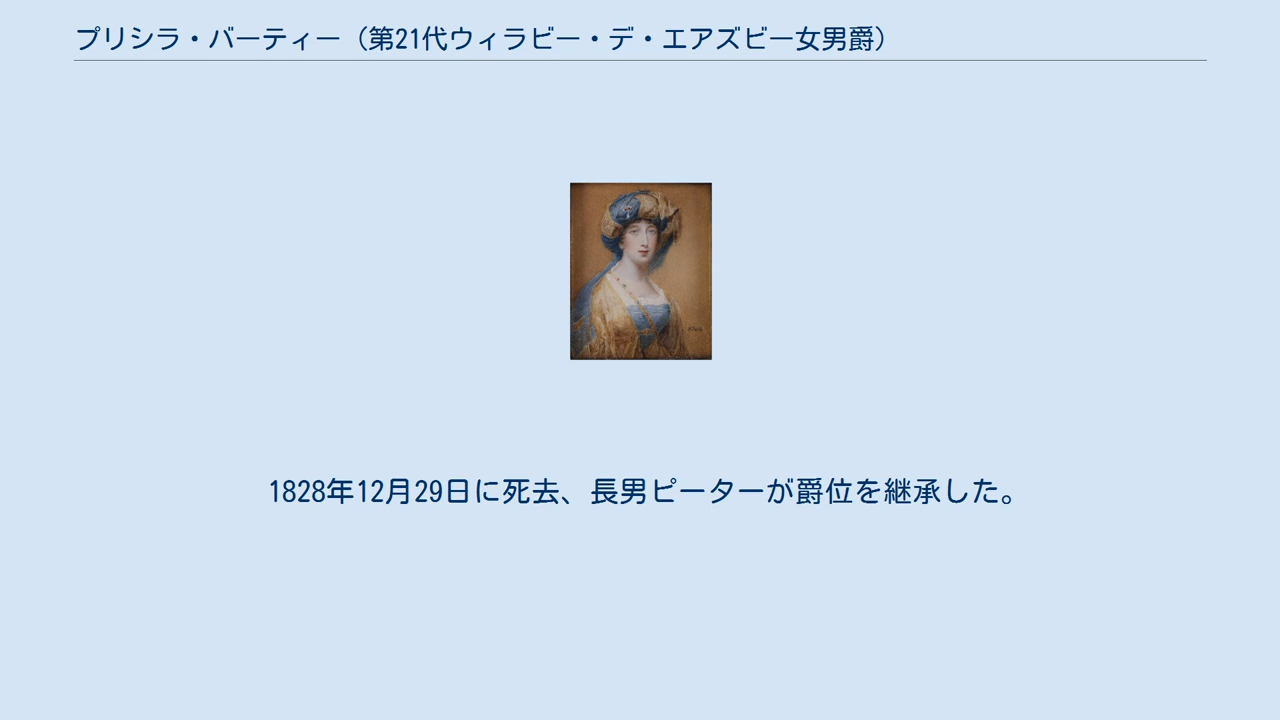 プリシラ・バーティー（第21代ウィラビー・デ・エアズビー女男爵）
1828年12月29日に死去、長男ピーターが爵位を継承した。